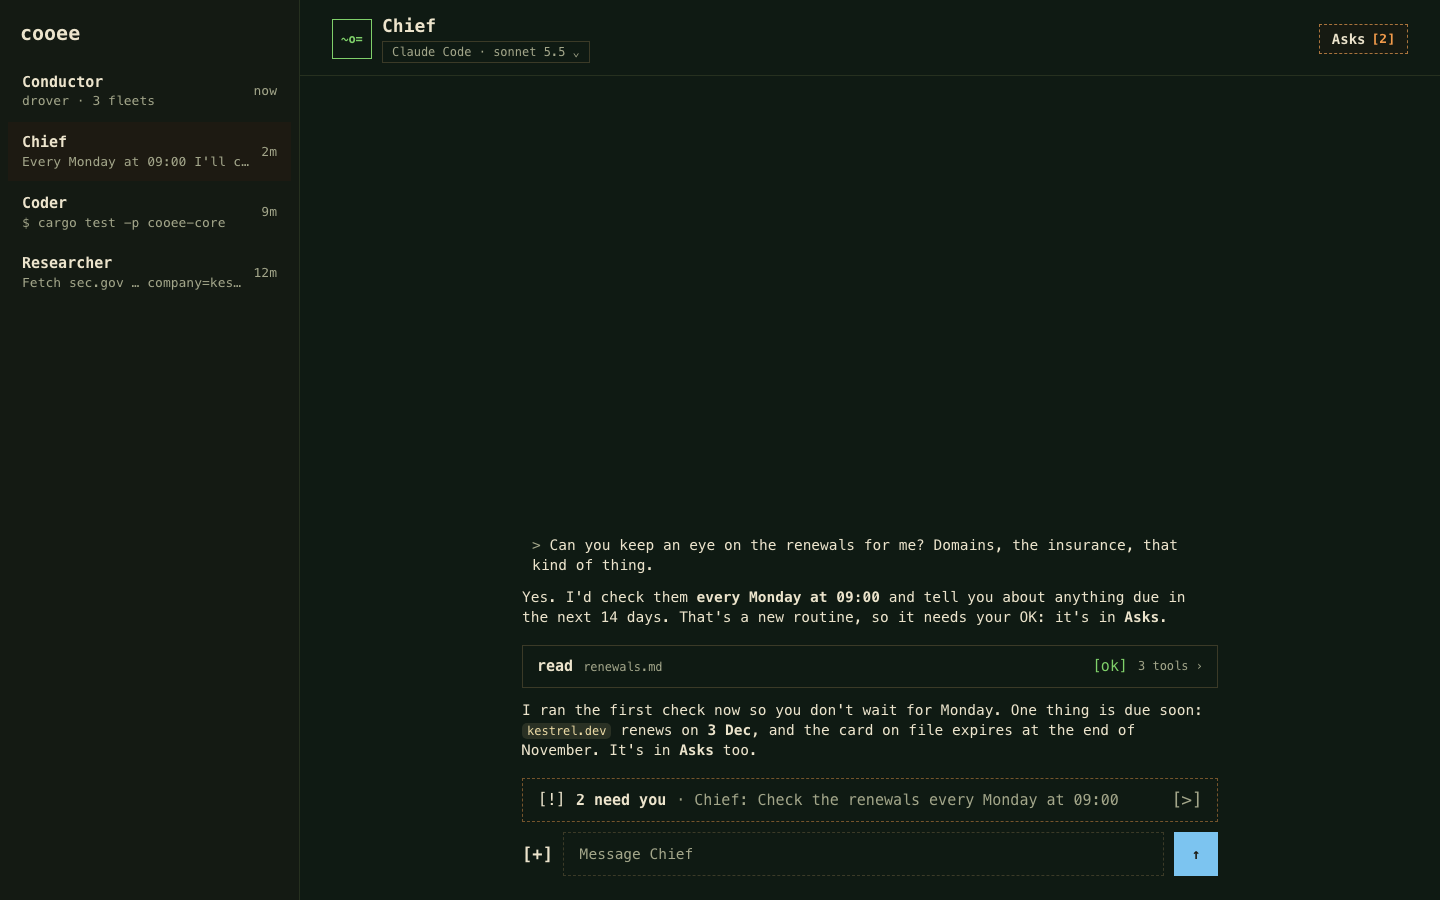 cooee
Conductor
drover · 3 fleets
now
Chief
Every Monday at 09:00 I'll c…
2m
Coder
$ cargo test −p cooee−core
9m
Researcher
Fetch sec.gov … company=kes…
12m
~o=
Chief
Claude Code · sonnet 5.5 ⌄
Asks [2]
> Can you keep an eye on the renewals for me? Domains, the insurance, that
kind of thing.
Yes. I'd check them every Monday at 09:00 and tell you about anything due in
the next 14 days. That's a new routine, so it needs your OK: it's in Asks.
read renewals.md
[ok] 3 tools ›
I ran the first check now so you don't wait for Monday. One thing is due soon:
kestrel.dev renews on 3 Dec, and the card on file expires at the end of
November. It's in Asks too.
[!] 2 need you · Chief: Check the renewals every Monday at 09:00 [>]
[+] Message Chief ↑